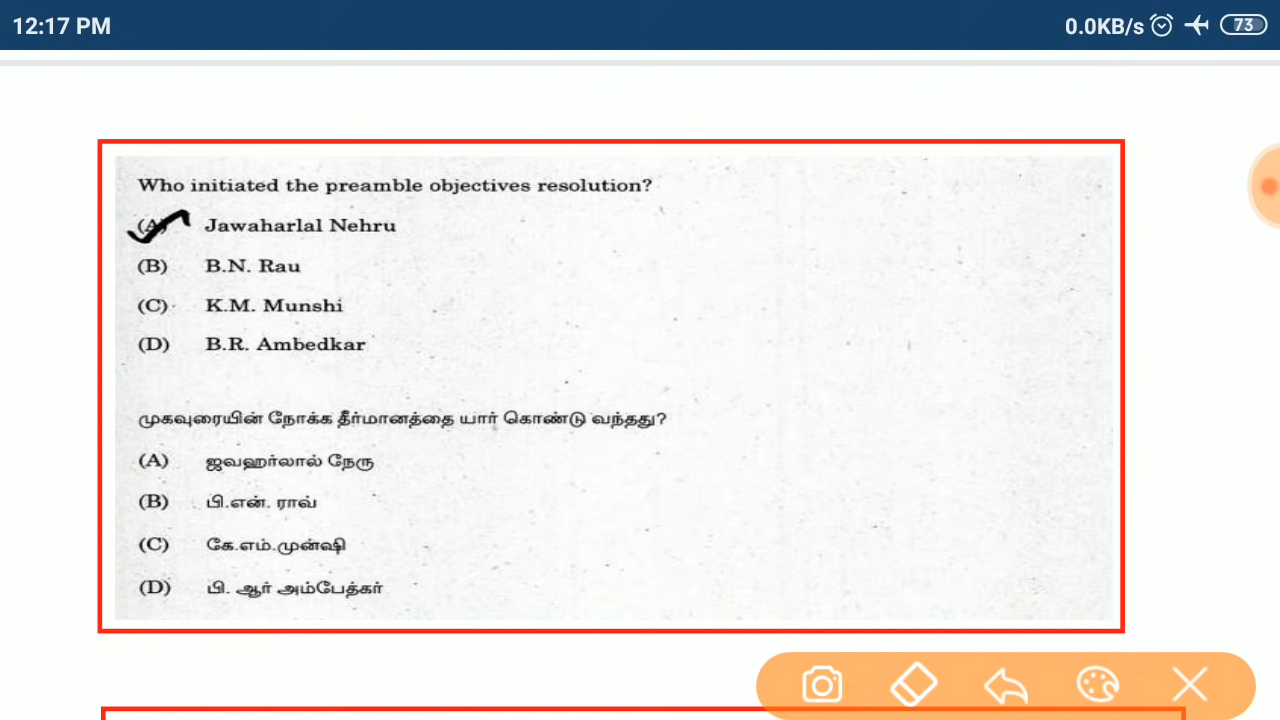 12:17 PM
0.0KB/s
73
Who initiated the preamble objectives resolution?
(A) Jawaharlal Nehru
(B) B.N. Rau
(C) K.M. Munshi
(D) B.R. Ambedkar
முகவுரையின் நோக்க தீர்மானத்தை யார் கொண்டு வந்தது?
(A) ஜவஹர்லால் நேரு
(B) பி.என். ராவ்
(C) கே.எம்.முன்ஷி
(D) பி. ஆர் அம்பேத்கர்